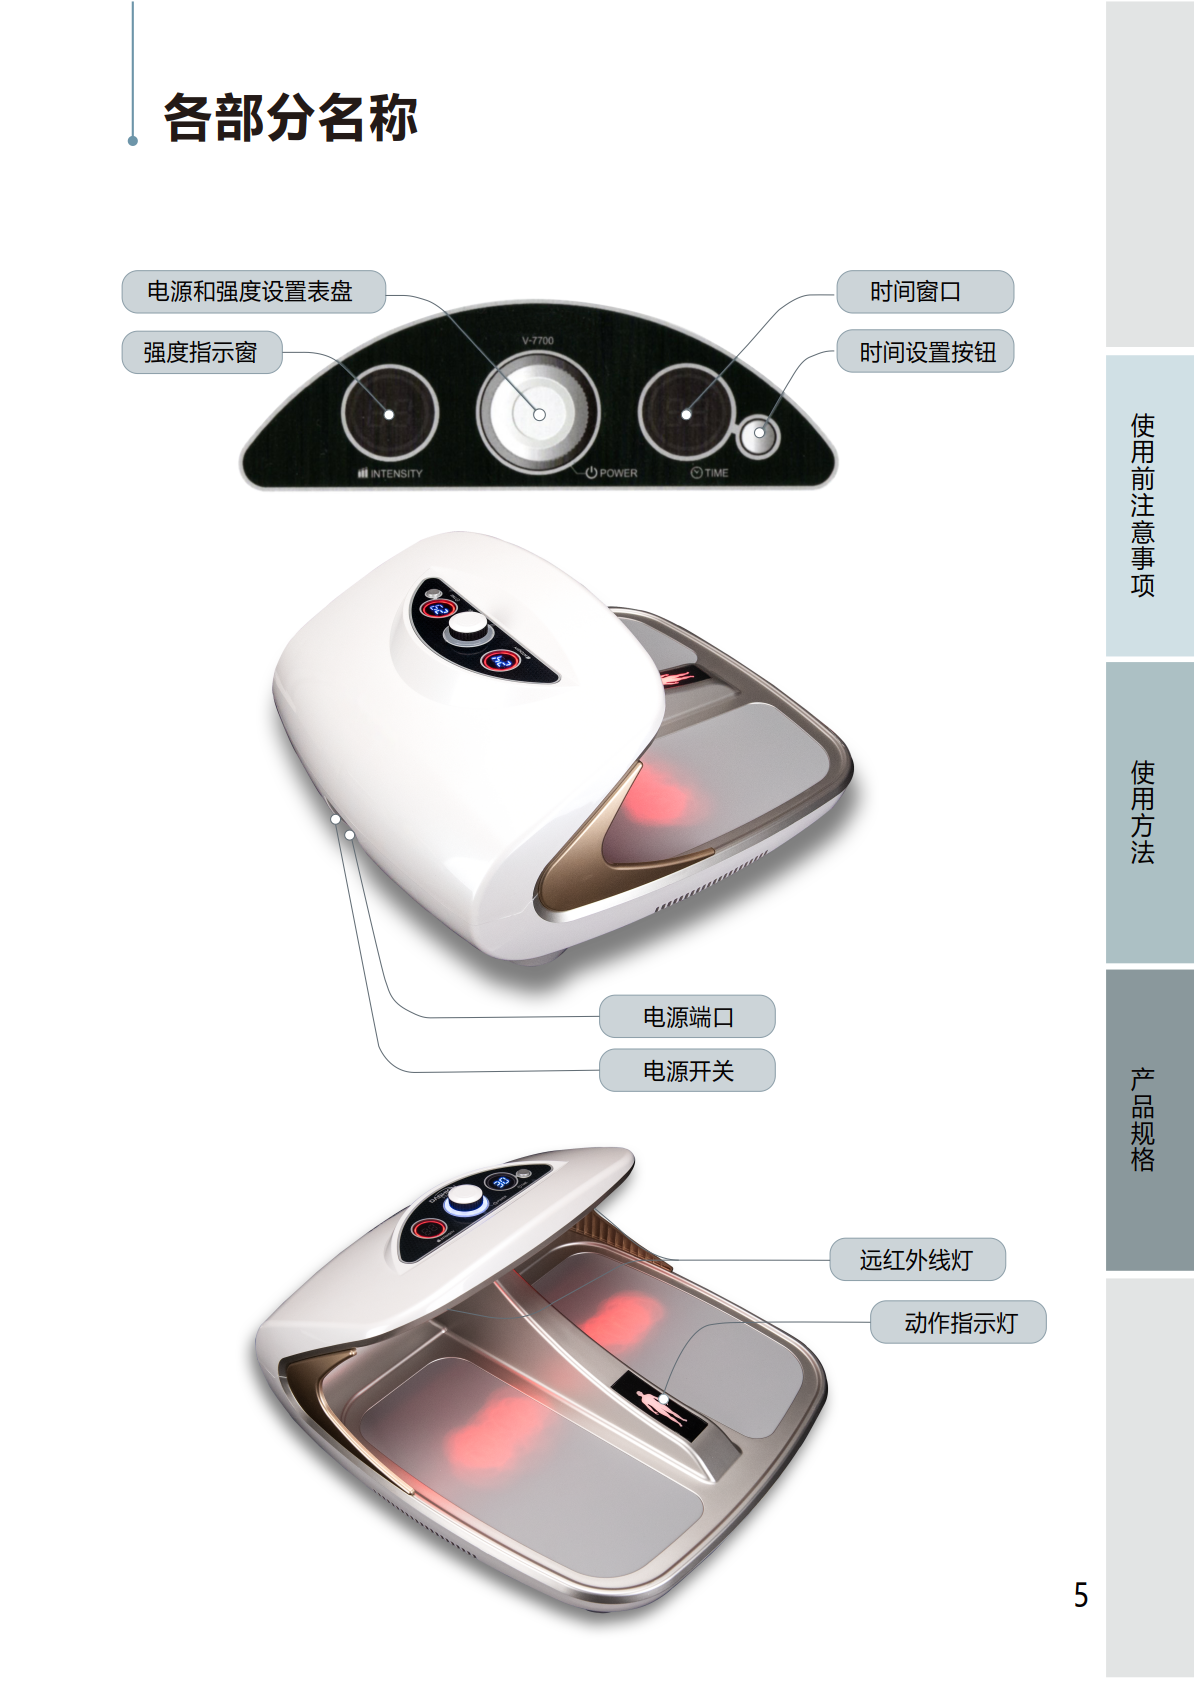 各部分名称
电源和强度设置表盘
时间窗口
强度指示窗
时间设置按钮
V-7700
INTENSITY
POWER
TIME
电源端口
电源开关
30
远红外线灯
动作指示灯
使用前注意事项
使用方法
产品规格
5